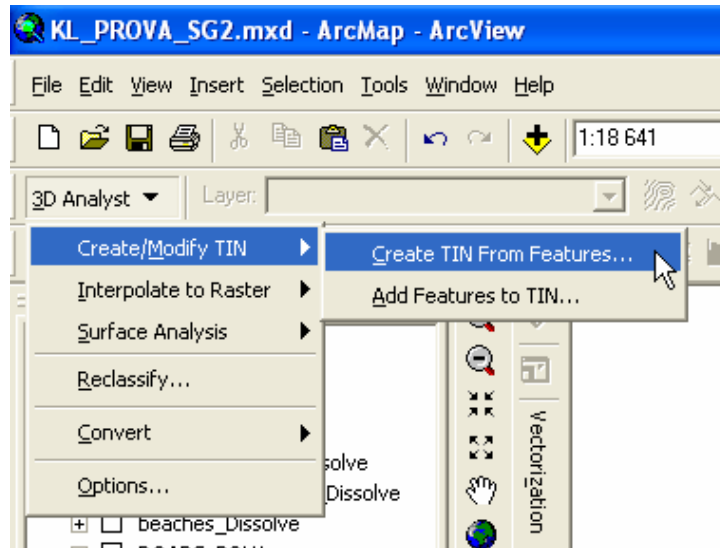 KL_PROVA_SG2.mxd - ArcMap - ArcView
File Edit View Insert Selection Tools Window Help
1:18 641
3D Analyst Layer:
Create/Modify TIN
Create TIN From Features...
Interpolate to Raster
Add Features to TIN...
Surface Analysis
Reclassify...
Convert
solve
Options...
_Dissolve
beaches_Dissolve
Vectorization